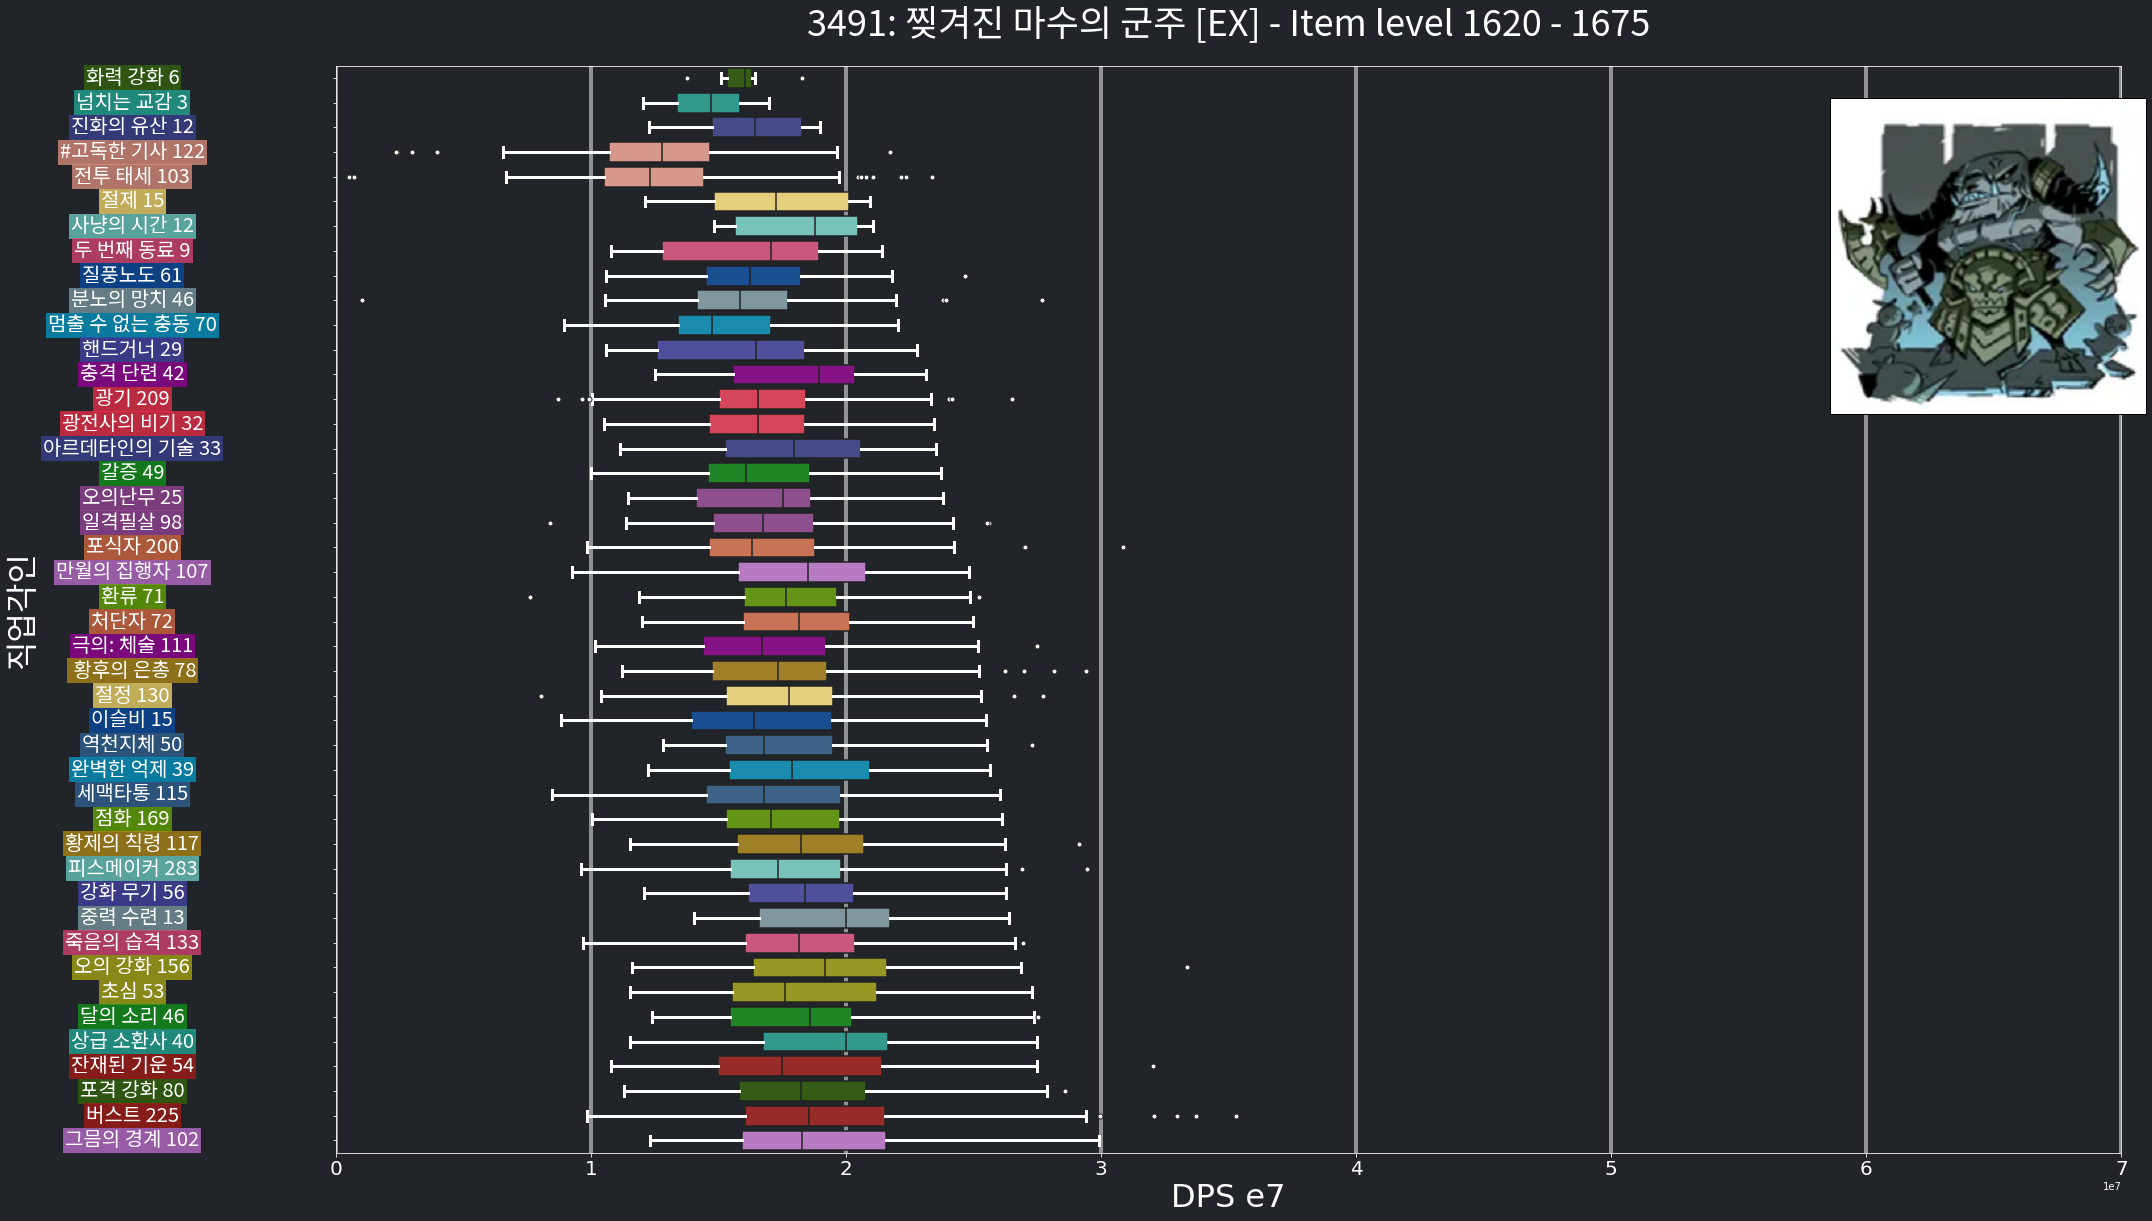 3491: 찢겨진 마수의 군주 [EX] - Item level 1620 - 1675
직업각인
화력 강화 6
넘치는 교감 3
진화의 유산 12
#고독한 기사 122
전투 태세 103
절제 15
사냥의 시간 12
두 번째 동료 9
질풍노도 61
분노의 망치 46
멈출 수 없는 충동 70
핸드거너 29
충격 단련 42
광기 209
광전사의 비기 32
아르데타인의 기술 33
갈증 49
오의난무 25
일격필살 98
포식자 200
만월의 집행자 107
환류 71
처단자 72
극의: 체술 111
황후의 은총 78
절정 130
이슬비 15
역천지체 50
완벽한 억제 39
세맥타통 115
점화 169
황제의 칙령 117
피스메이커 283
강화 무기 56
중력 수련 13
죽음의 습격 133
오의 강화 156
초심 53
달의 소리 46
상급 소환사 40
잔재된 기운 54
포격 강화 80
버스트 225
그믐의 경계 102
0 1 2 3 4 5 6 7
1e7
DPS e7